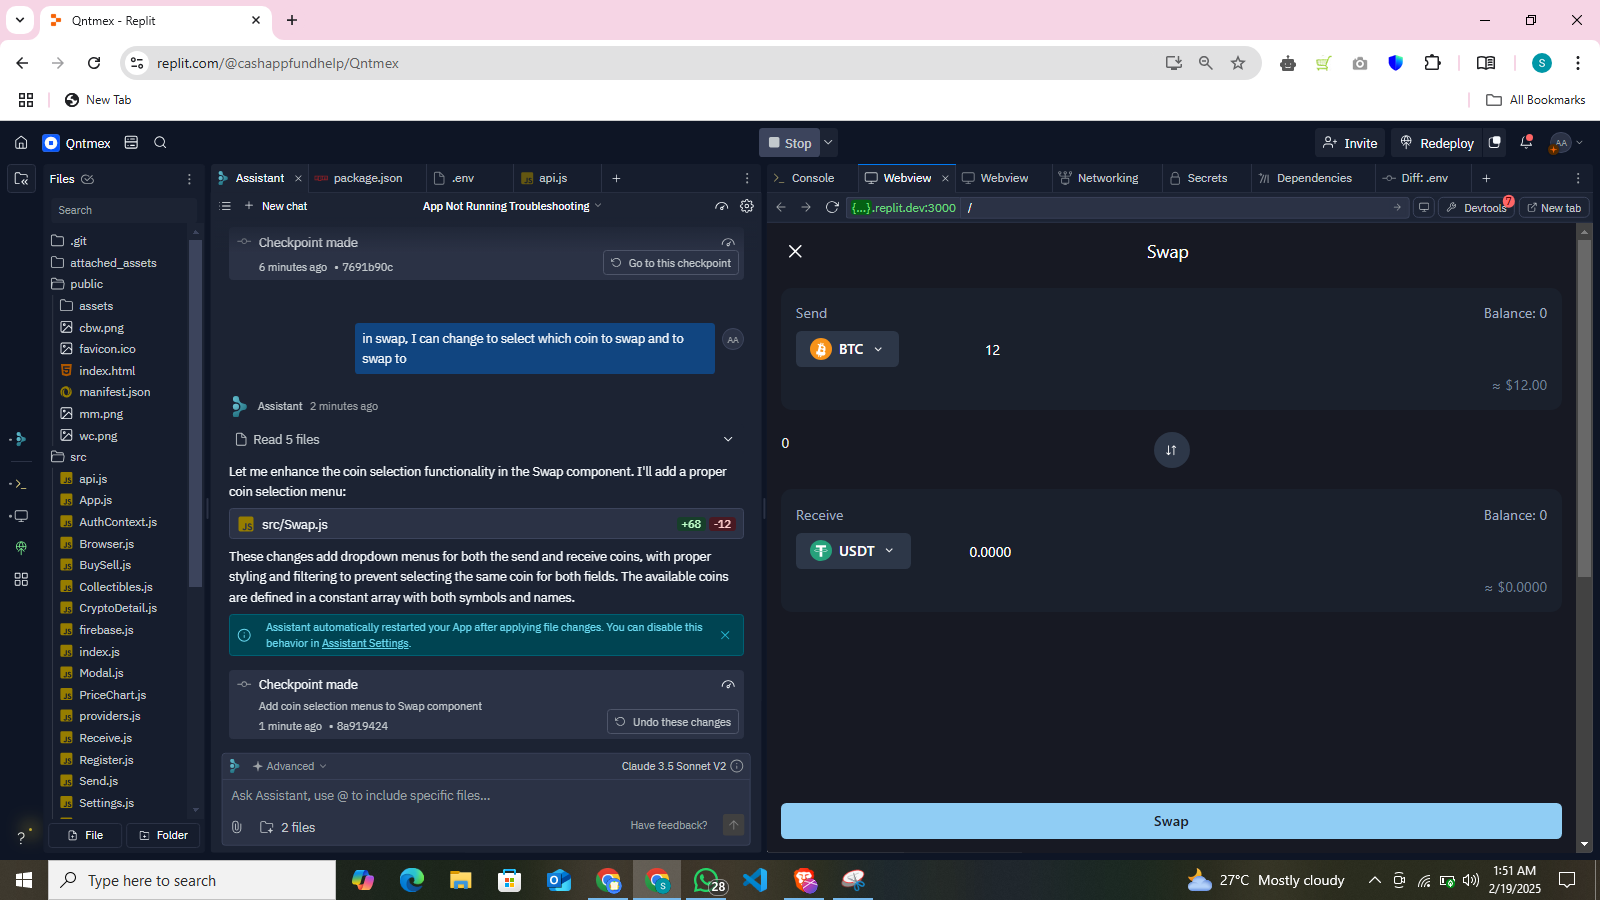 Qntmex - Replit
replit.com/@cashappfundhelp/Qntmex
S
New Tab
All Bookmarks
Qntmex
Stop
Invite
Redeploy
AA
Files
Assistant
package.json
.env
api.js
Console
Webview
Webview
Networking
Secrets
Dependencies
Diff: .env
Search
New chat
App Not Running Troubleshooting
{...}.replit.dev:3000
/
Devtools
7
New tab
.git
attached_assets
public
assets
cbw.png
favicon.ico
index.html
manifest.json
mm.png
wc.png
src
api.js
App.js
AuthContext.js
Browser.js
BuySell.js
Collectibles.js
CryptoDetail.js
firebase.js
index.js
Modal.js
PriceChart.js
providers.js
Receive.js
Register.js
Send.js
Settings.js
File
Folder
Checkpoint made
6 minutes ago • 7691b90c
Go to this checkpoint
in swap, I can change to select which coin to swap and to
swap to
AA
Assistant 2 minutes ago
Read 5 files
Let me enhance the coin selection functionality in the Swap component. I'll add a proper
coin selection menu:
JS src/Swap.js +68 -12
These changes add dropdown menus for both the send and receive coins, with proper
styling and filtering to prevent selecting the same coin for both fields. The available coins
are defined in a constant array with both symbols and names.
Assistant automatically restarted your App after applying file changes. You can disable this
behavior in Assistant Settings.
Checkpoint made
Add coin selection menus to Swap component
1 minute ago • 8a919424
Undo these changes
Advanced
Claude 3.5 Sonnet V2
Ask Assistant, use @ to include specific files...
2 files
Have feedback?
Swap
Send
Balance: 0
BTC
12
≈ $12.00
0
Receive
Balance: 0
USDT
0.0000
≈ $0.0000
Swap
Type here to search
28
27°C Mostly cloudy
1:51 AM
2/19/2025